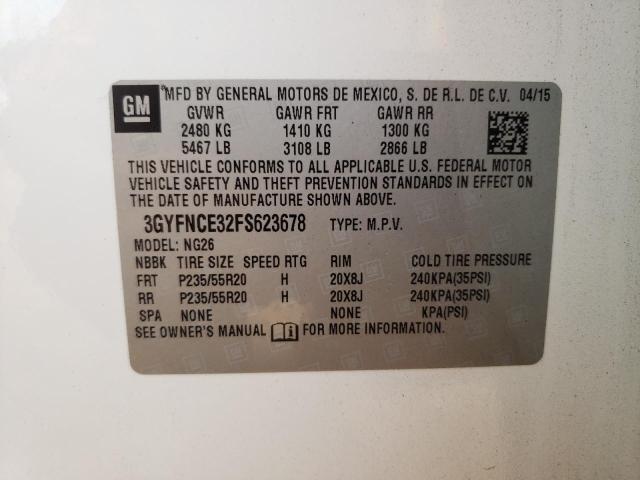 GM
MFD BY GENERAL MOTORS DE MEXICO, S. DE R.L. DE C.V. 04/15
GVWR GAWR FRT GAWR RR
2480 KG 1410 KG 1300 KG
5467 LB 3108 LB 2866 LB
THIS VEHICLE CONFORMS TO ALL APPLICABLE U.S. FEDERAL MOTOR
VEHICLE SAFETY AND THEFT PREVENTION STANDARDS IN EFFECT ON
THE DATE OF MANUFACTURE SHOWN ABOVE.
3GYFNCE32FS623678 TYPE: M.P.V.
MODEL: NG26
NBBK TIRE SIZE SPEED RTG RIM COLD TIRE PRESSURE
FRT P235/55R20 H 20X8J 240KPA(35PSI)
RR P235/55R20 H 20X8J 240KPA(35PSI)
SPA NONE NONE KPA(PSI)
SEE OWNER'S MANUAL FOR MORE INFORMATION.